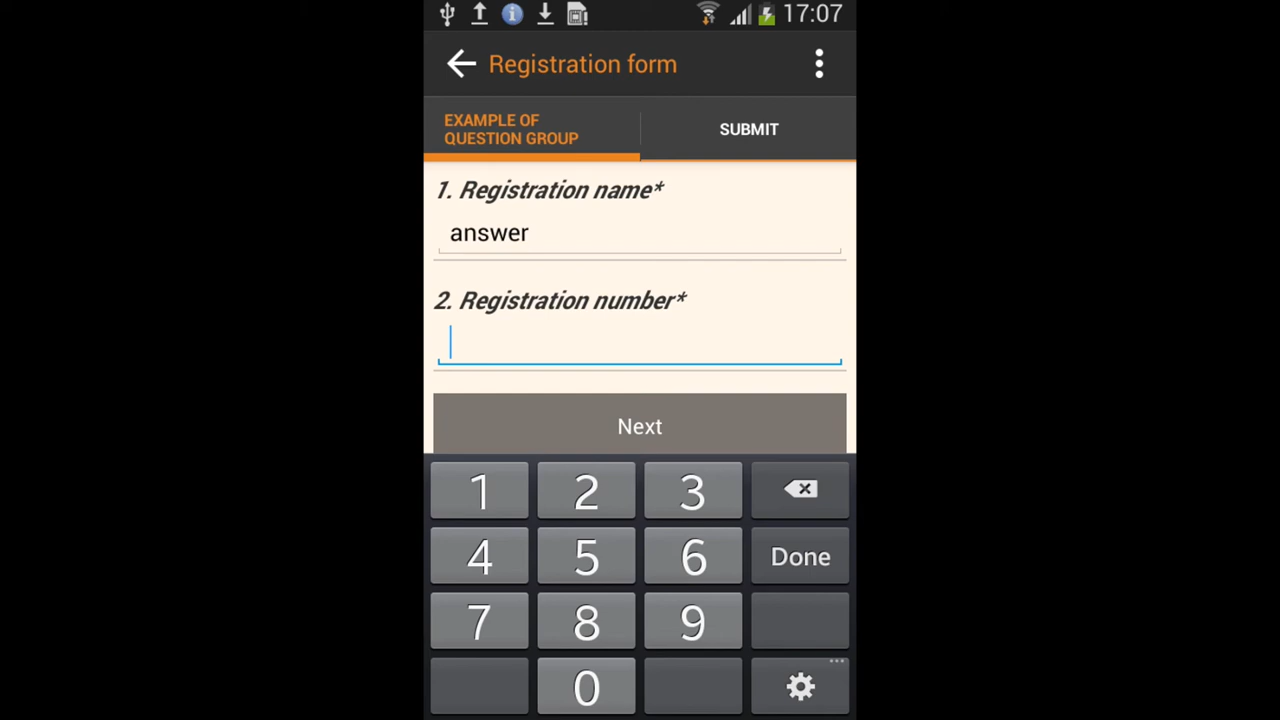 17:07
Registration form
EXAMPLE OF
QUESTION GROUP
SUBMIT
1. Registration name*
answer
2. Registration number*
Next
1 2 3
4 5 6 Done
7 8 9
0